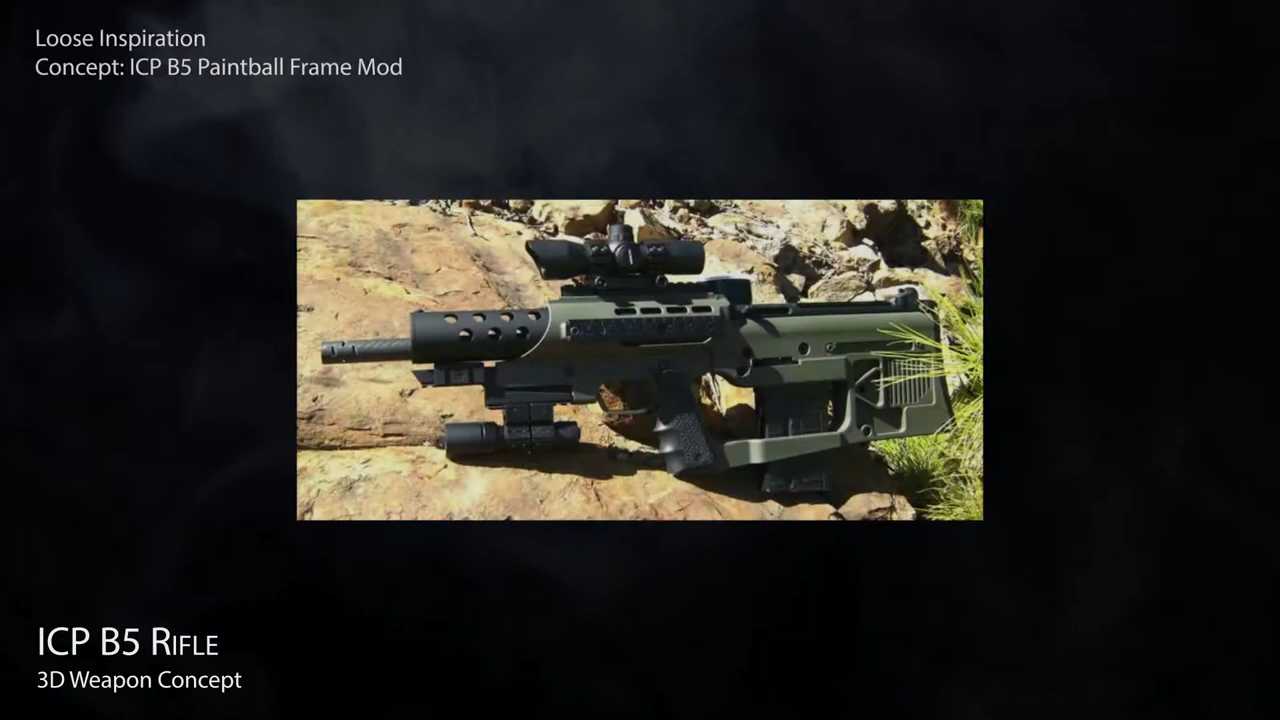 Loose Inspiration
Concept: ICP B5 Paintball Frame Mod
ICP B5 Rifle
3D Weapon Concept